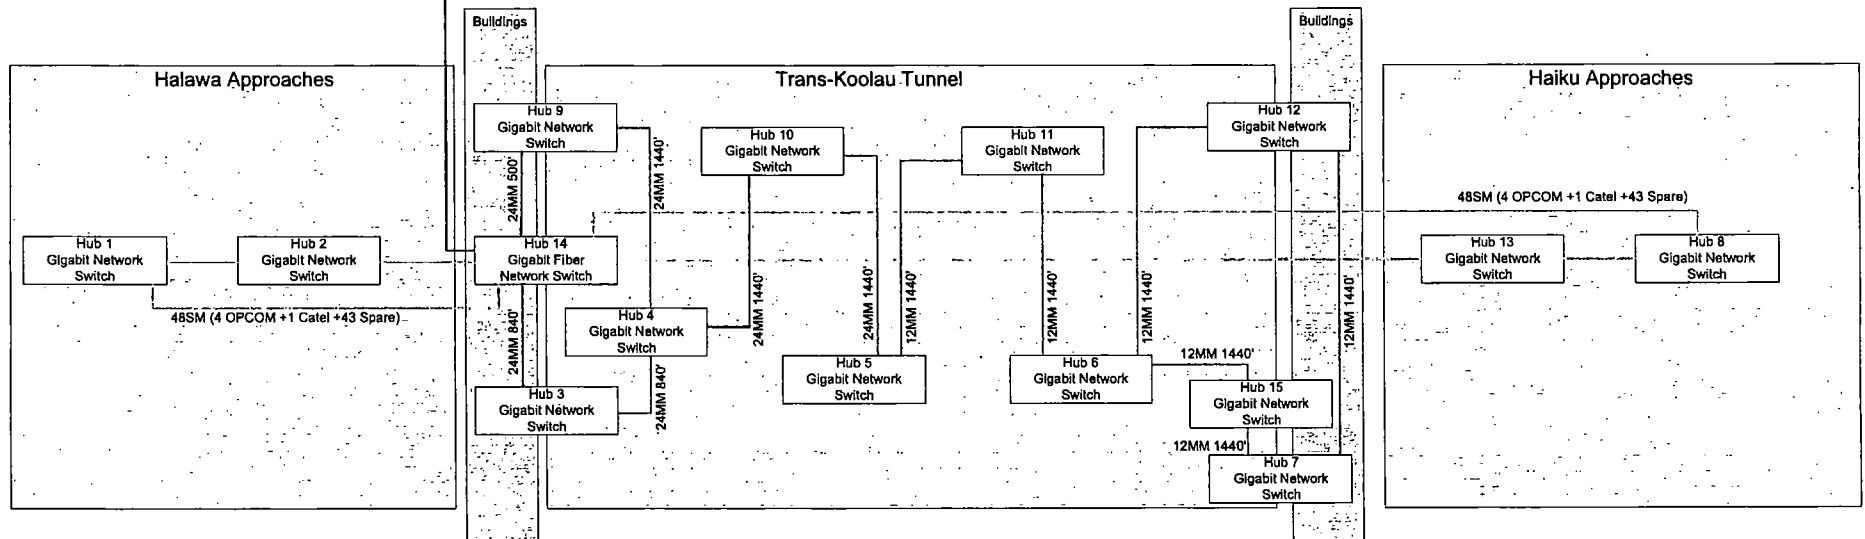 Buildings
Buildings
Halawa Approaches
Trans-Koolau Tunnel
Haiku Approaches
Hub 9
Gigabit Network
Switch
Hub 12
Gigabit Network
Switch
Hub 10
Gigabit Network
Switch
Hub 11
Gigabit Network
Switch
24MM 500'
24MM 1440'
48SM (4 OPCOM +1 Catel +43 Spare)
Hub 1
Gigabit Network
Switch
Hub 2
Gigabit Network
Switch
Hub 14
Gigabit Fiber
Network Switch
Hub 13
Gigabit Network
Switch
Hub 8
Gigabit Network
Switch
48SM (4 OPCOM +1 Catel +43 Spare)
24MM 840'
Hub 4
Gigabit Network
Switch
24MM 1440'
24MM 1440'
12MM 1440'
12MM 1440'
12MM 1440'
12MM 1440'
Hub 5
Gigabit Network
Switch
Hub 6
Gigabit Network
Switch
12MM 1440'
Hub 3
Gigabit Network
Switch
24MM 840'
Hub 15
Gigabit Network
Switch
12MM 1440'
Hub 7
Gigabit Network
Switch